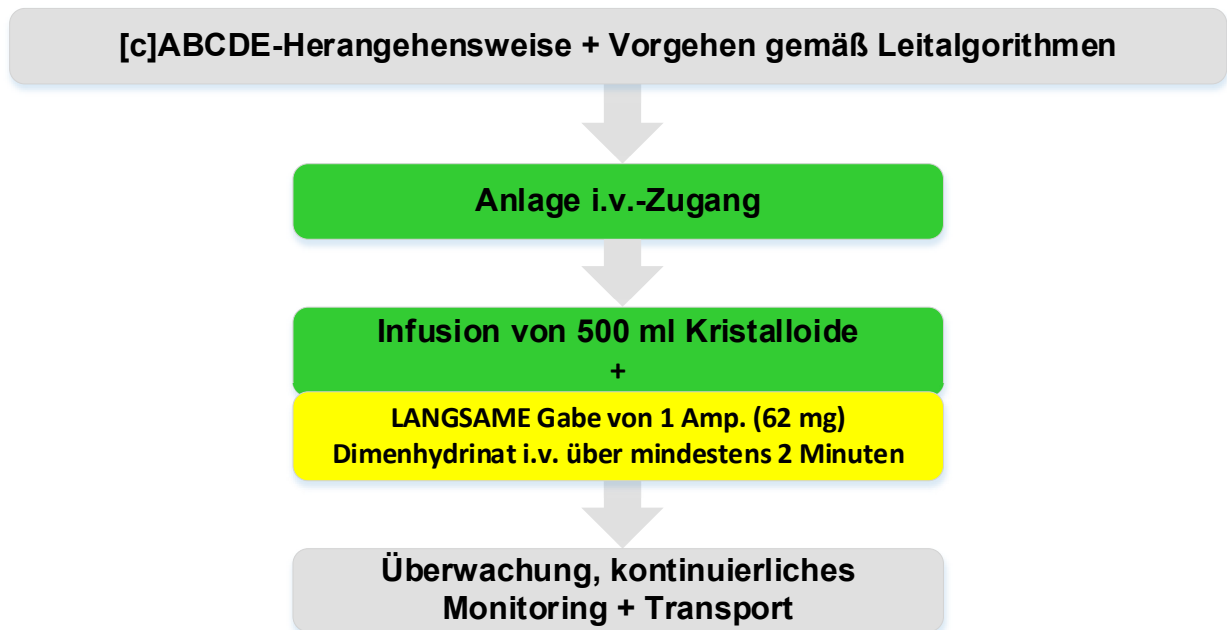 [c]ABCDE-Herangehensweise + Vorgehen gemäß Leitalgorithmen
Anlage i.v.-Zugang
Infusion von 500 ml Kristalloide
+
LANGSAME Gabe von 1 Amp. (62 mg)
Dimenhydrinat i.v. über mindestens 2 Minuten
Überwachung, kontinuierliches
Monitoring + Transport